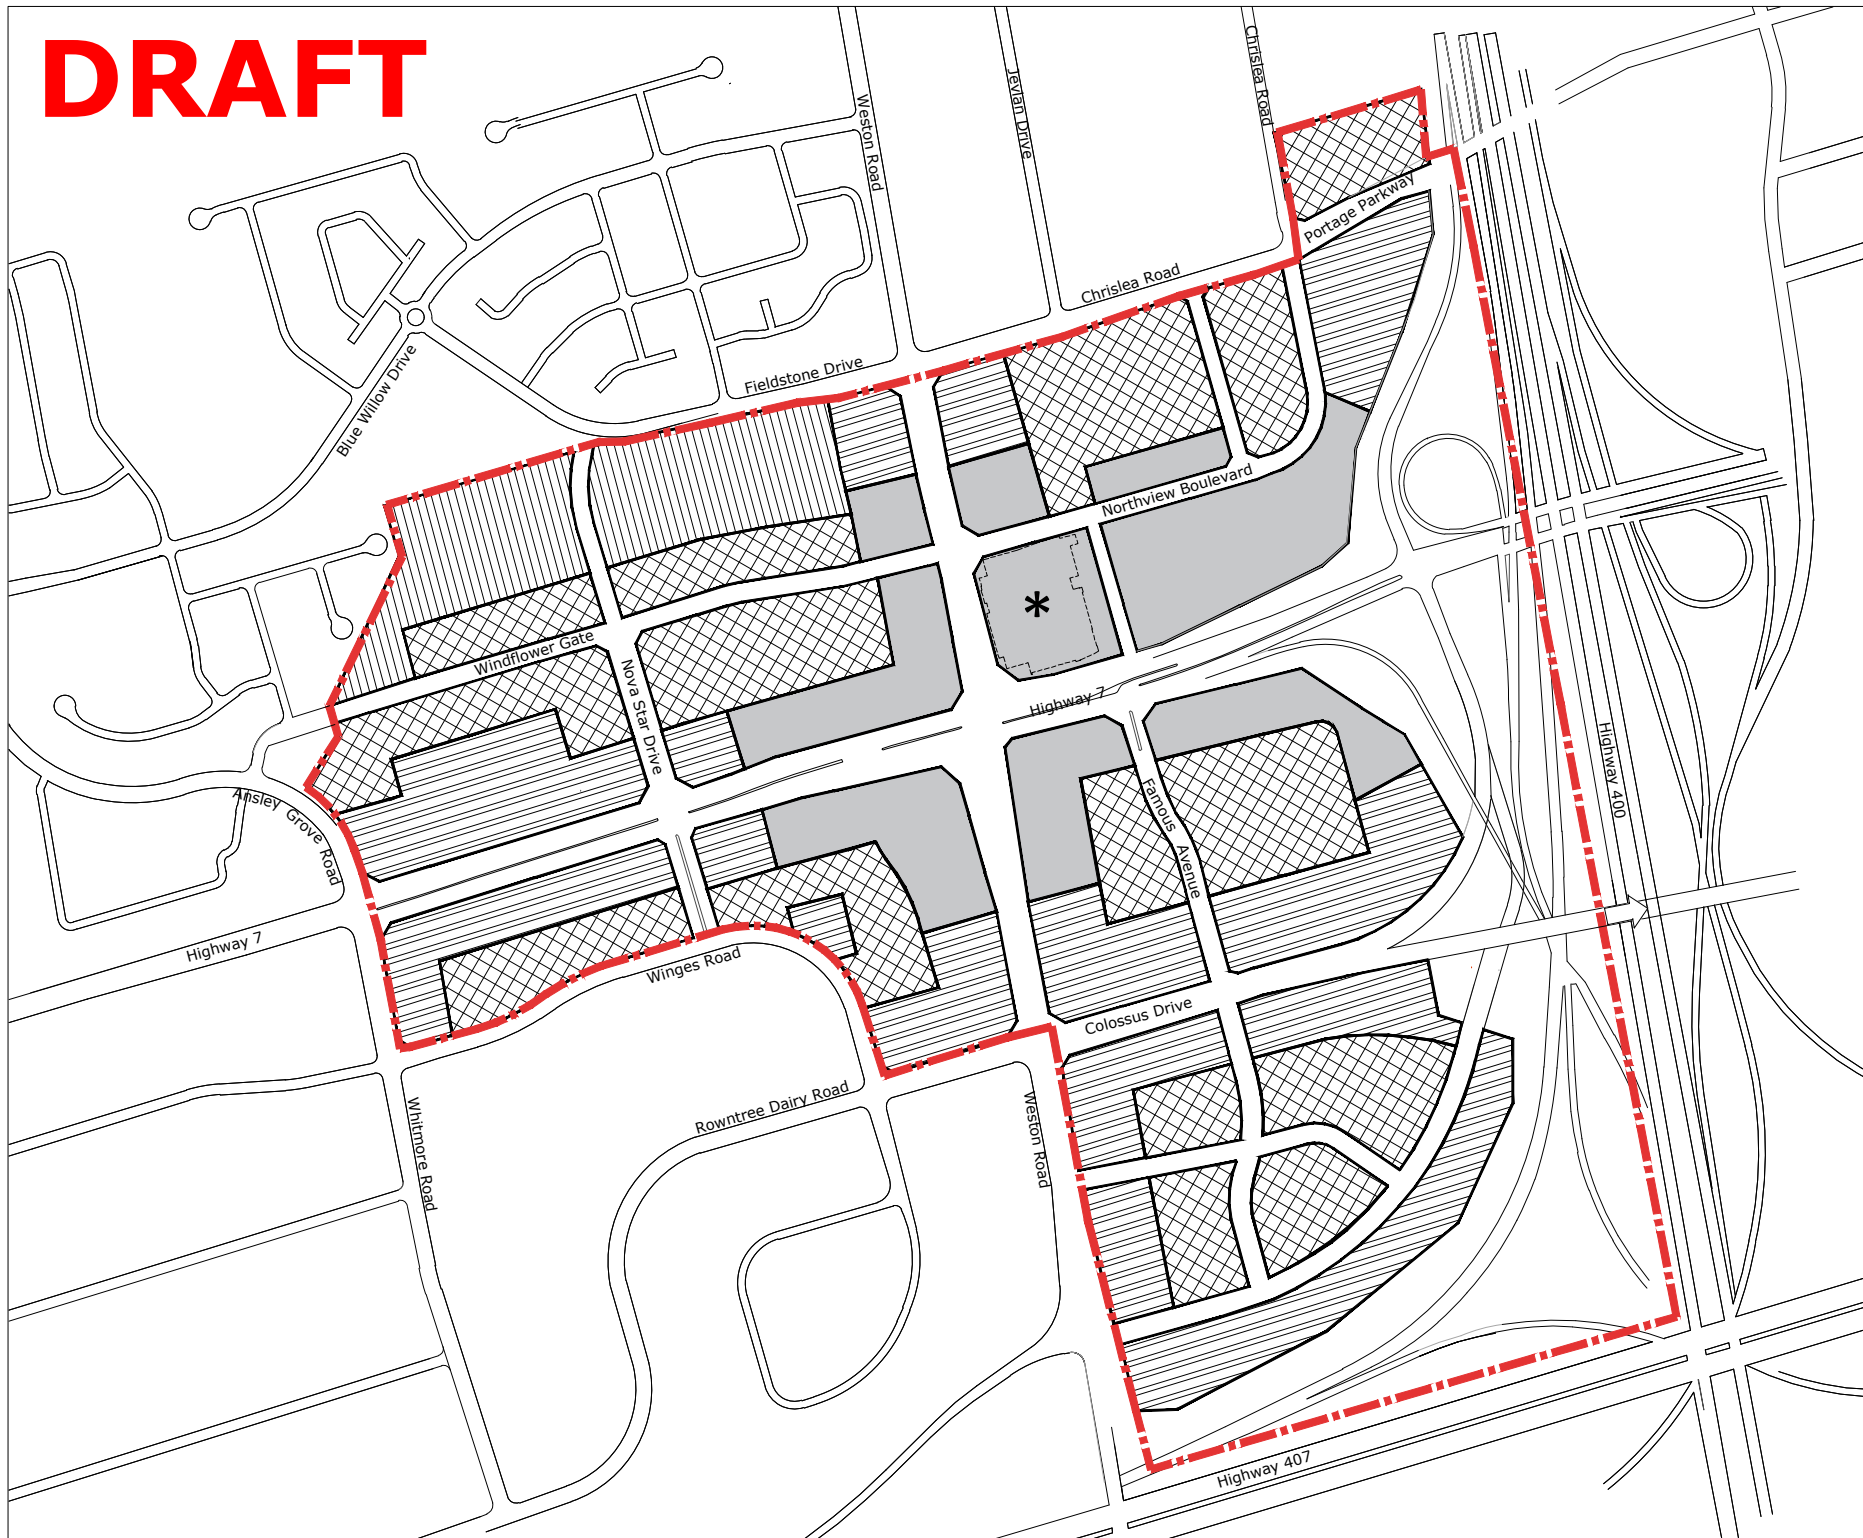 DRAFT
Weston Road
Jevlan Drive
Chrislea Road
Portage Parkway
Chrislea Road
Fieldstone Drive
Blue Willow Drive
Northview Boulevard
*
Windflower Gate
Nova Star Drive
Highway 7
Highway 400
Ansley Grove Road
Famous Avenue
Highway 7
Winges Road
Colossus Drive
Rowntree Dairy Road
Whitmore Road
Weston Road
Highway 407